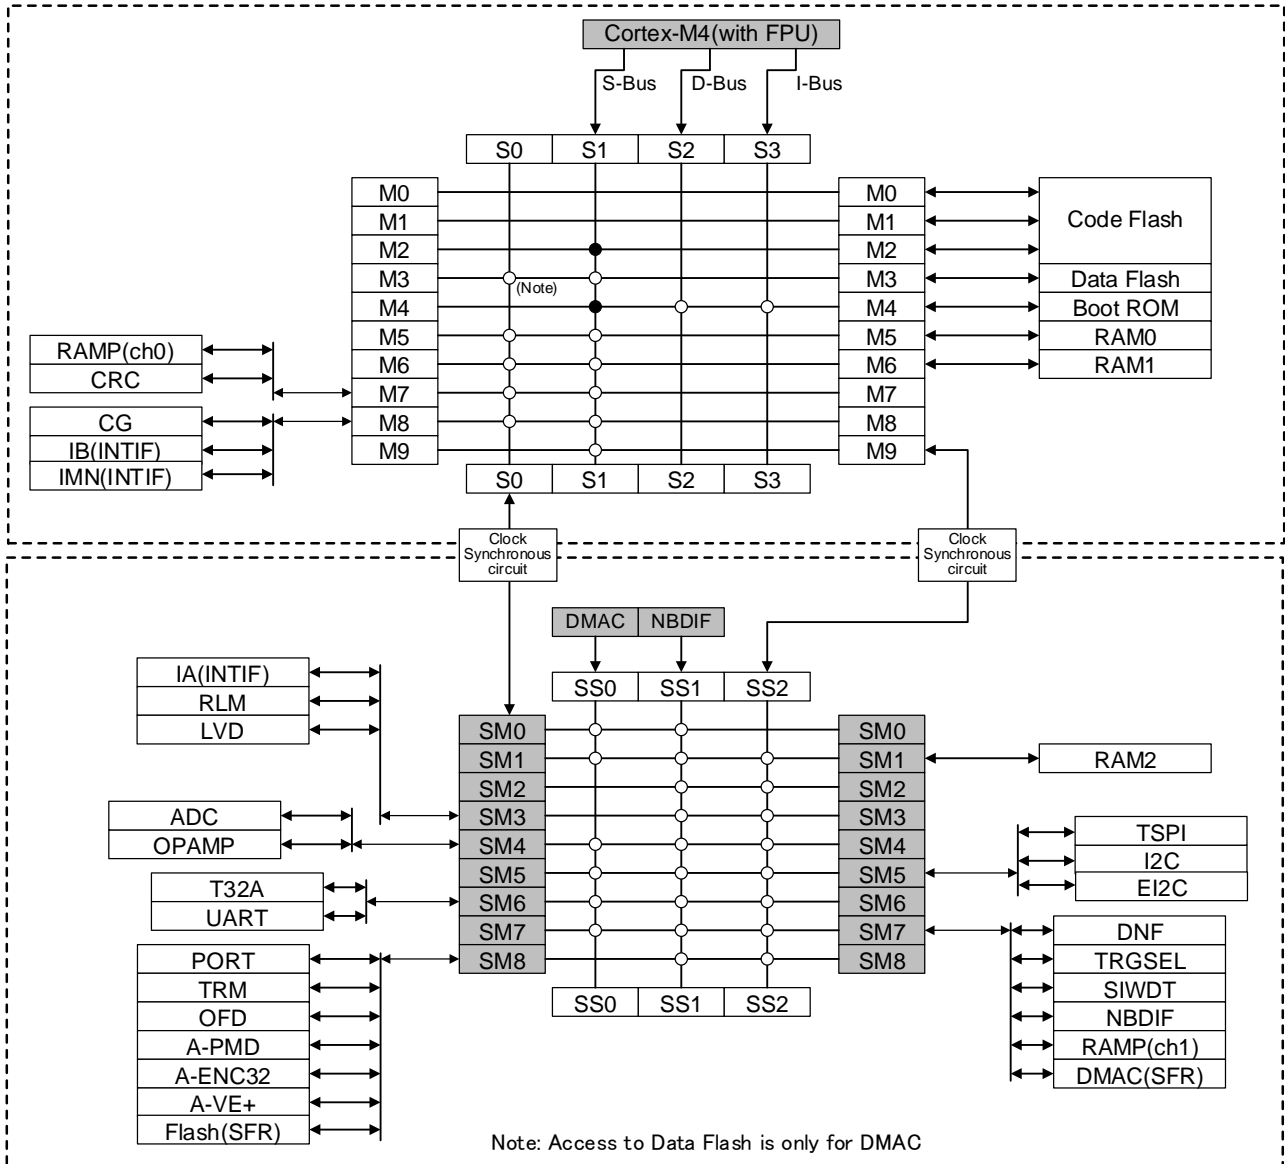 Cortex-M4(with FPU)
S-Bus D-Bus I-Bus
S0 S1 S2 S3
M0 M0
M1 M1 Code Flash
M2 M2
M3 (Note) M3 Data Flash
M4 M4 Boot ROM
RAMP(ch0) M5 M5 RAM0
CRC M6 M6 RAM1
M7 M7
CG M8 M8
IB(INTIF) M9 M9
IMN(INTIF)
S0 S1 S2 S3
Clock Clock
Synchronous Synchronous
circuit circuit
DMAC NBDIF
IA(INTIF) SS0 SS1 SS2
RLM
LVD SM0 SM0
SM1 SM1 RAM2
SM2 SM2
ADC SM3 SM3
OPAMP SM4 SM4 TSPI
SM5 SM5 I2C
T32A SM6 SM6 EI2C
UART SM7 SM7 DNF
PORT SM8 SM8 TRGSEL
TRM SS0 SS1 SS2 SIWDT
OFD NBDIF
A-PMD RAMP(ch1)
A-ENC32 DMAC(SFR)
A-VE+
Flash(SFR)
Note: Access to Data Flash is only for DMAC